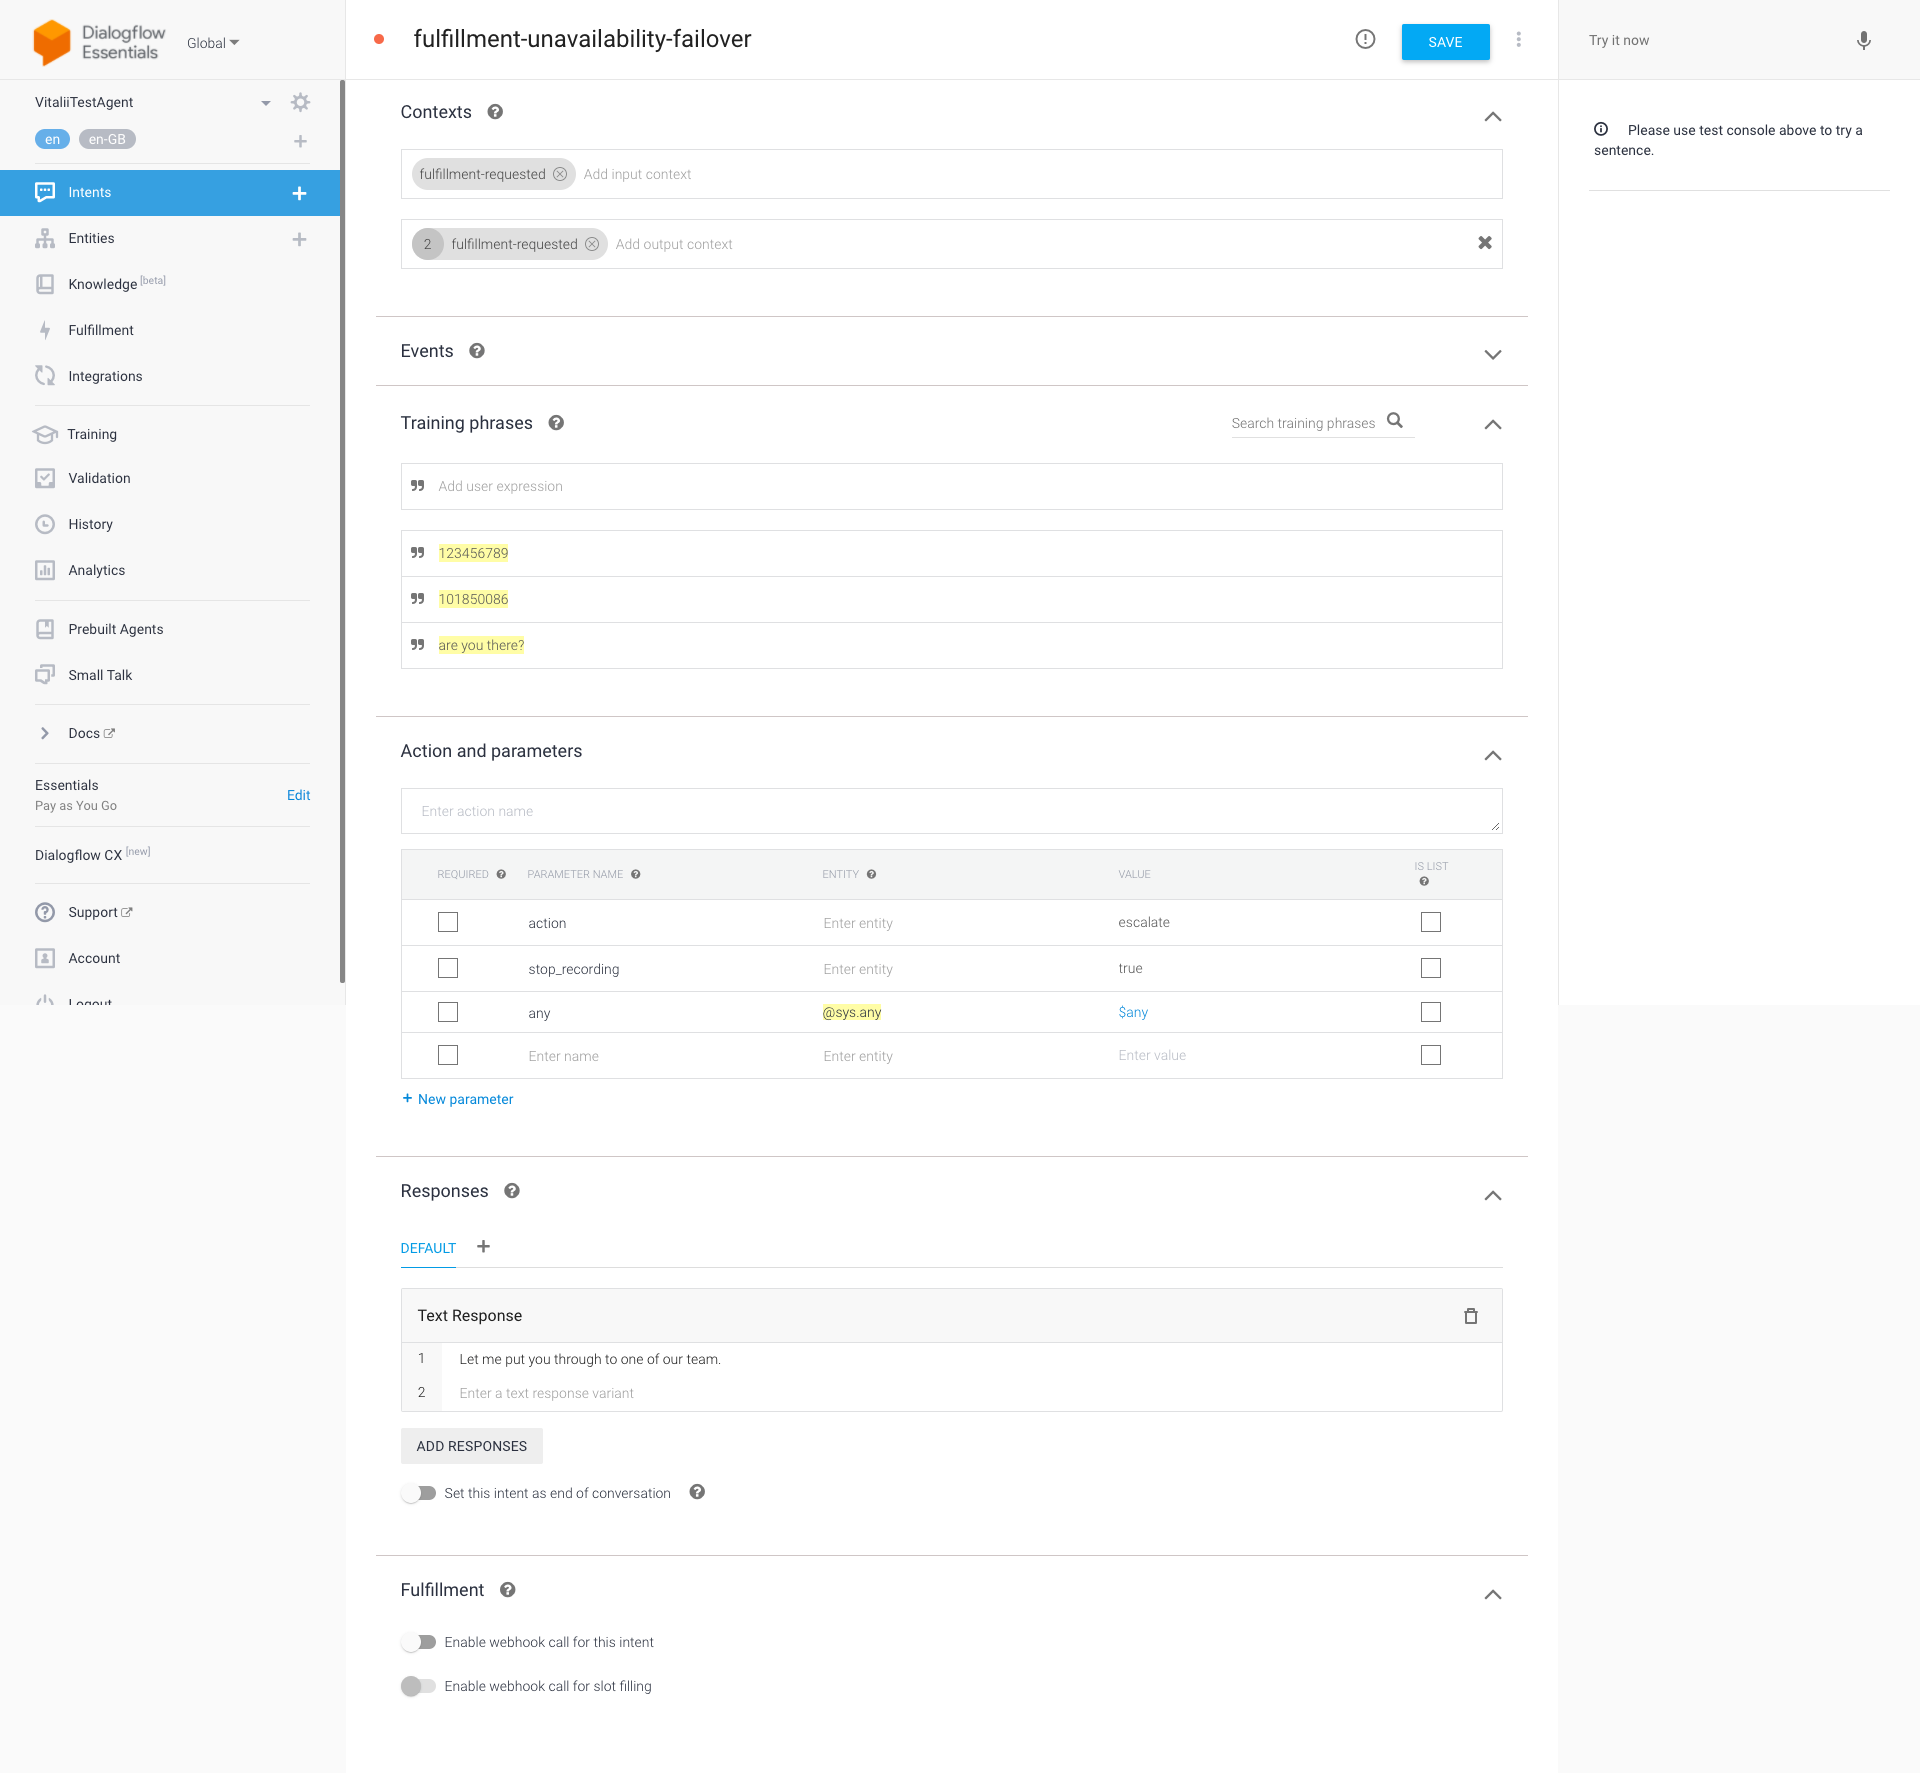 Dialogflow
Essentials
Global
VitaliiTestAgent
en
en-GB
Intents
Entities
Knowledge [beta]
Fulfillment
Integrations
Training
Validation
History
Analytics
Prebuilt Agents
Small Talk
Docs
Essentials
Pay as You Go
Edit
Dialogflow CX [new]
Support
Account
Logout
fulfillment-unavailability-failover
SAVE
Contexts
fulfillment-requested Add input context
2 fulfillment-requested Add output context
Events
Training phrases
Search training phrases
Add user expression
123456789
101850086
are you there?
Action and parameters
Enter action name
REQUIRED PARAMETER NAME ENTITY VALUE IS LIST
action Enter entity escalate
stop_recording Enter entity true
any @sys.any $any
Enter name Enter entity Enter value
+ New parameter
Responses
DEFAULT +
Text Response
1 Let me put you through to one of our team.
2 Enter a text response variant
ADD RESPONSES
Set this intent as end of conversation
Fulfillment
Enable webhook call for this intent
Enable webhook call for slot filling
Try it now
Please use test console above to try a
sentence.